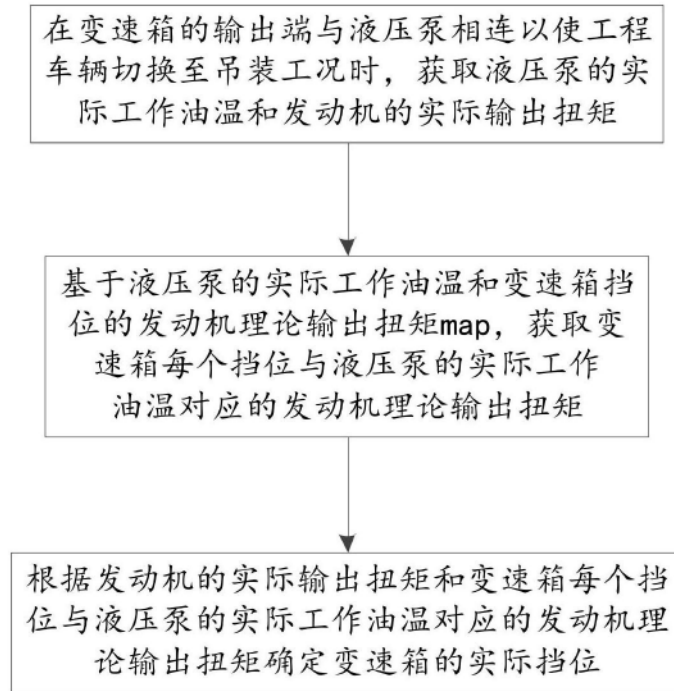 在变速箱的输出端与液压泵相连以使工程
车辆切换至吊装工况时，获取液压泵的实
际工作油温和发动机的实际输出扭矩
基于液压泵的实际工作油温和变速箱挡
位的发动机理论输出扭矩map，获取变
速箱每个挡位与液压泵的实际工作
油温对应的发动机理论输出扭矩
根据发动机的实际输出扭矩和变速箱每个挡
位与液压泵的实际工作油温对应的发动机理
论输出扭矩确定变速箱的实际挡位